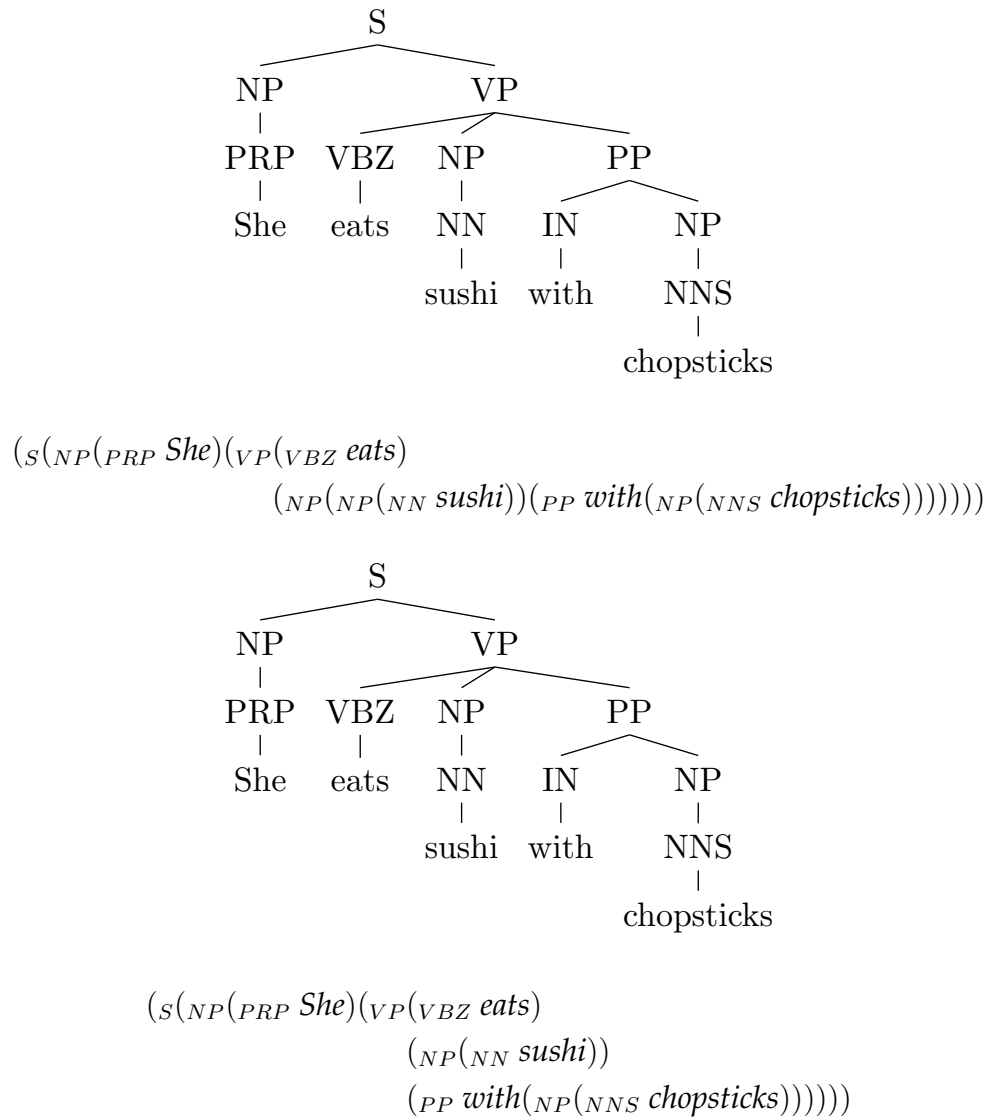 S
NP VP
PRP VBZ NP PP
She eats NN IN NP
sushi with NNS
chopsticks
(S(NP(PRP She)(VP(VBZ eats)
(NP(NP(NN sushi))(PP with(NP(NNS chopsticks)))))))
S
NP VP
PRP VBZ NP PP
She eats NN IN NP
sushi with NNS
chopsticks
(S(NP(PRP She)(VP(VBZ eats)
(NP(NN sushi))
(PP with(NP(NNS chopsticks))))))